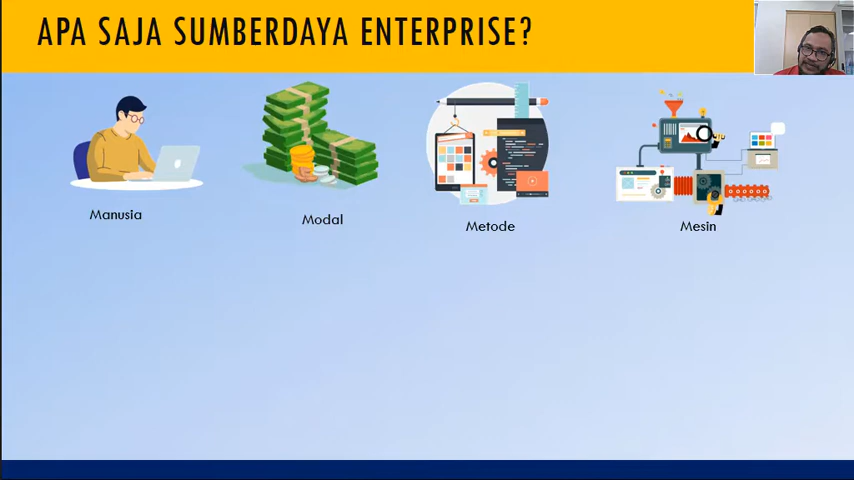 APA SAJA SUMBERDAYA ENTERPRISE?
Manusia
Modal
Metode
Mesin